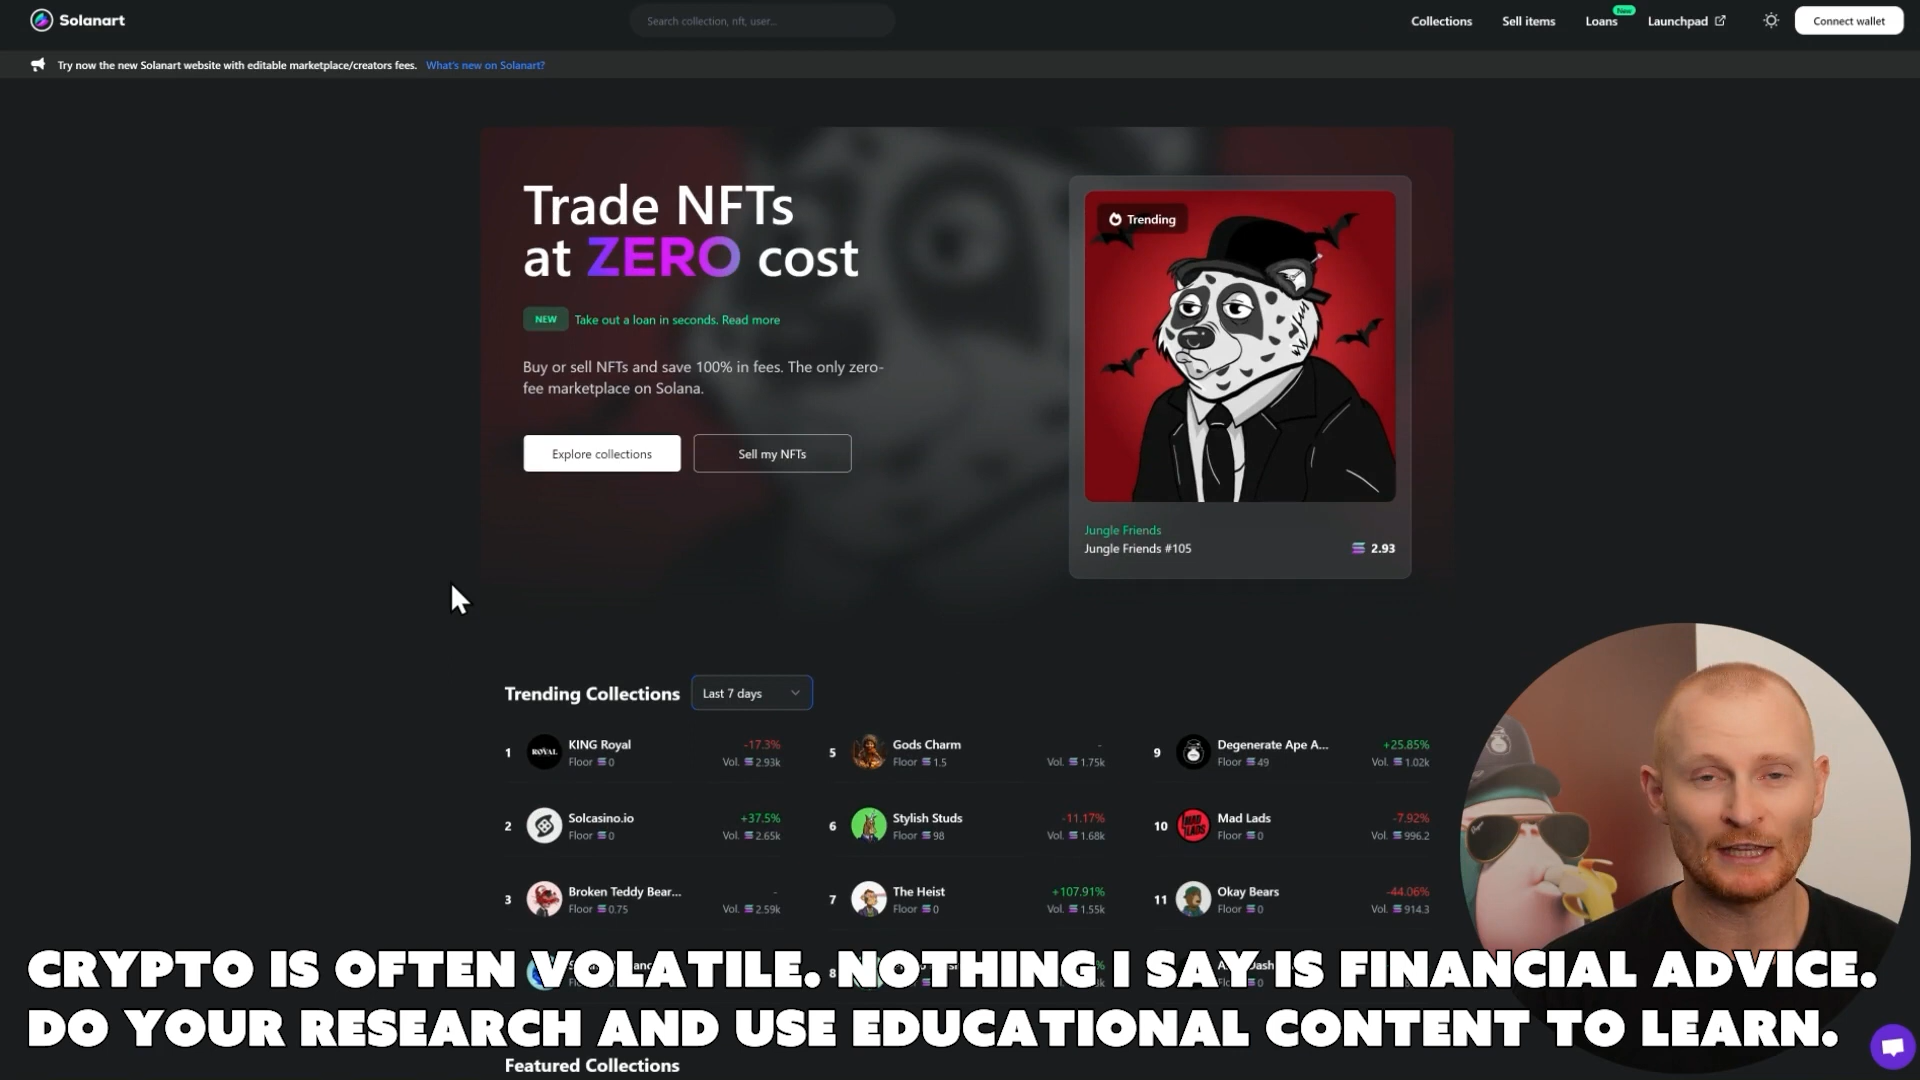 Solanart
Search collection, nft, user...
Collections
Sell items
Loans
New
Launchpad
Connect wallet
Try now the new Solanart website with editable marketplace/creators fees. What's new on Solanart?
Trade NFTs
at ZERO cost
NEW Take out a loan in seconds. Read more
Buy or sell NFTs and save 100% in fees. The only zero-
fee marketplace on Solana.
Explore collections
Sell my NFTs
Trending
Jungle Friends
Jungle Friends #105
2.93
Trending Collections
Last 7 days
1
ROYAL
KING Royal
-17.3%
Floor 0
Vol. 2.93k
5
Gods Charm
-
Floor 1.5
Vol. 1.75k
9
Degenerate Ape A...
+25.85%
Floor 49
Vol. 1.02k
2
Solcasino.io
+37.5%
Floor 0
Vol. 2.65k
6
Stylish Studs
-11.17%
Floor 98
Vol. 1.68k
10
MAD LADS
Mad Lads
-7.92%
Floor 0
Vol. 996.2
3
Broken Teddy Bear...
-
Floor 0.75
Vol. 2.59k
7
The Heist
+107.91%
Floor 0
Vol. 1.55k
11
Okay Bears
-44.06%
Floor 0
Vol. 914.3
8
CRYPTO IS OFTEN VOLATILE. NOTHING I SAY IS FINANCIAL ADVICE.
DO YOUR RESEARCH AND USE EDUCATIONAL CONTENT TO LEARN.
Featured Collections